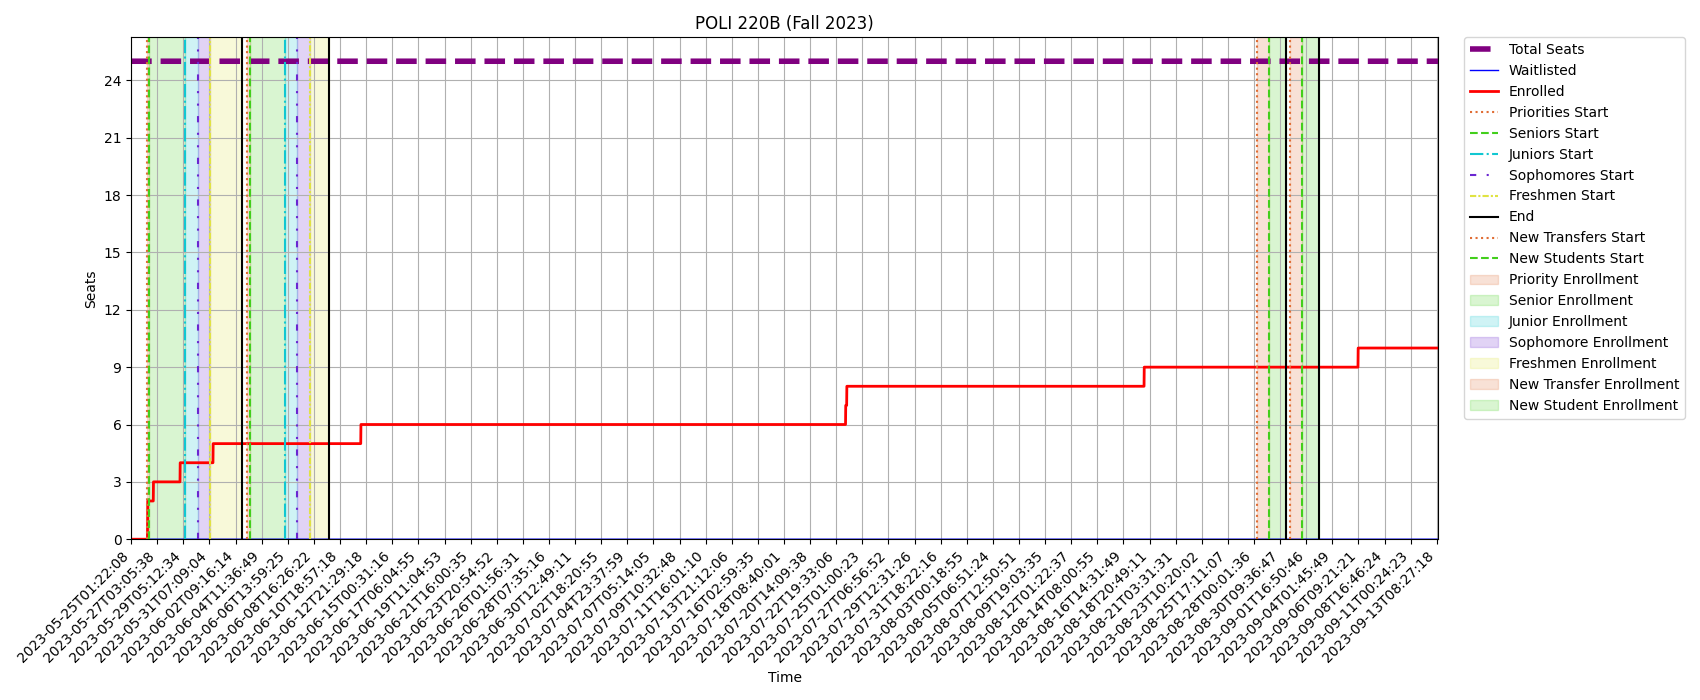 POLI 220B (Fall 2023)
Seats
24
21
18
15
12
9
6
3
0
2023-05-25T01:22:08
2023-05-27T03:05:38
2023-05-29T05:12:34
2023-05-31T07:09:04
2023-06-02T09:16:14
2023-06-04T11:36:49
2023-06-06T13:59:25
2023-06-08T16:26:22
2023-06-10T18:57:18
2023-06-12T21:29:18
2023-06-15T00:31:16
2023-06-17T06:04:55
2023-06-19T11:04:53
2023-06-21T16:00:35
2023-06-23T20:54:52
2023-06-26T01:56:31
2023-06-28T07:35:16
2023-06-30T12:49:11
2023-07-02T18:20:55
2023-07-04T23:37:59
2023-07-07T05:14:05
2023-07-09T10:32:48
2023-07-11T16:01:10
2023-07-13T21:12:06
2023-07-16T02:59:35
2023-07-18T08:40:01
2023-07-20T14:09:38
2023-07-22T19:33:06
2023-07-25T01:00:23
2023-07-27T06:56:52
2023-07-29T12:31:26
2023-07-31T18:22:16
2023-08-03T00:18:55
2023-08-05T06:51:24
2023-08-07T12:50:51
2023-08-09T19:03:35
2023-08-12T01:22:37
2023-08-14T08:00:55
2023-08-16T14:31:49
2023-08-18T20:49:11
2023-08-21T03:31:31
2023-08-23T10:20:02
2023-08-25T17:11:07
2023-08-28T00:01:36
2023-08-30T09:36:47
2023-09-01T16:50:46
2023-09-04T01:45:49
2023-09-06T09:21:21
2023-09-08T16:46:24
2023-09-11T00:24:23
2023-09-13T08:27:18
Time
Total Seats
Waitlisted
Enrolled
Priorities Start
Seniors Start
Juniors Start
Sophomores Start
Freshmen Start
End
New Transfers Start
New Students Start
Priority Enrollment
Senior Enrollment
Junior Enrollment
Sophomore Enrollment
Freshmen Enrollment
New Transfer Enrollment
New Student Enrollment